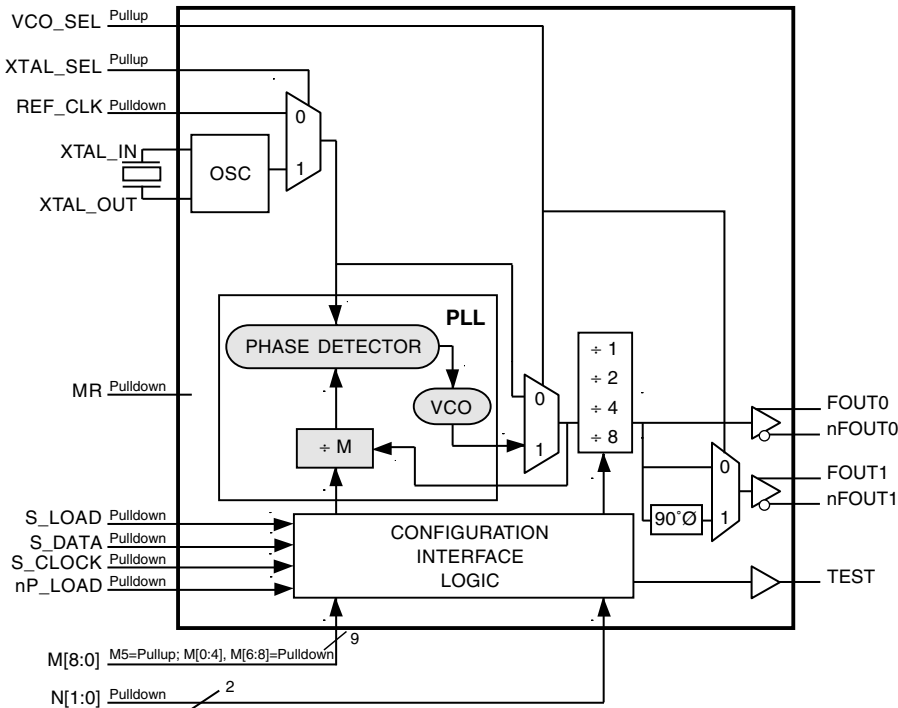 VCO_SEL Pullup
XTAL_SEL Pullup
REF_CLK Pulldown
0
XTAL_IN
OSC
1
XTAL_OUT
PLL
PHASE DETECTOR
÷ 1
÷ 2
÷ 4
÷ 8
MR Pulldown
VCO
0
1
÷ M
FOUT0
nFOUT0
0
FOUT1
nFOUT1
90˚Ø
1
S_LOAD Pulldown
S_DATA Pulldown
S_CLOCK Pulldown
nP_LOAD Pulldown
CONFIGURATION
INTERFACE
LOGIC
TEST
9
M[8:0] M5=Pullup; M[0:4], M[6:8]=Pulldown
2
N[1:0] Pulldown